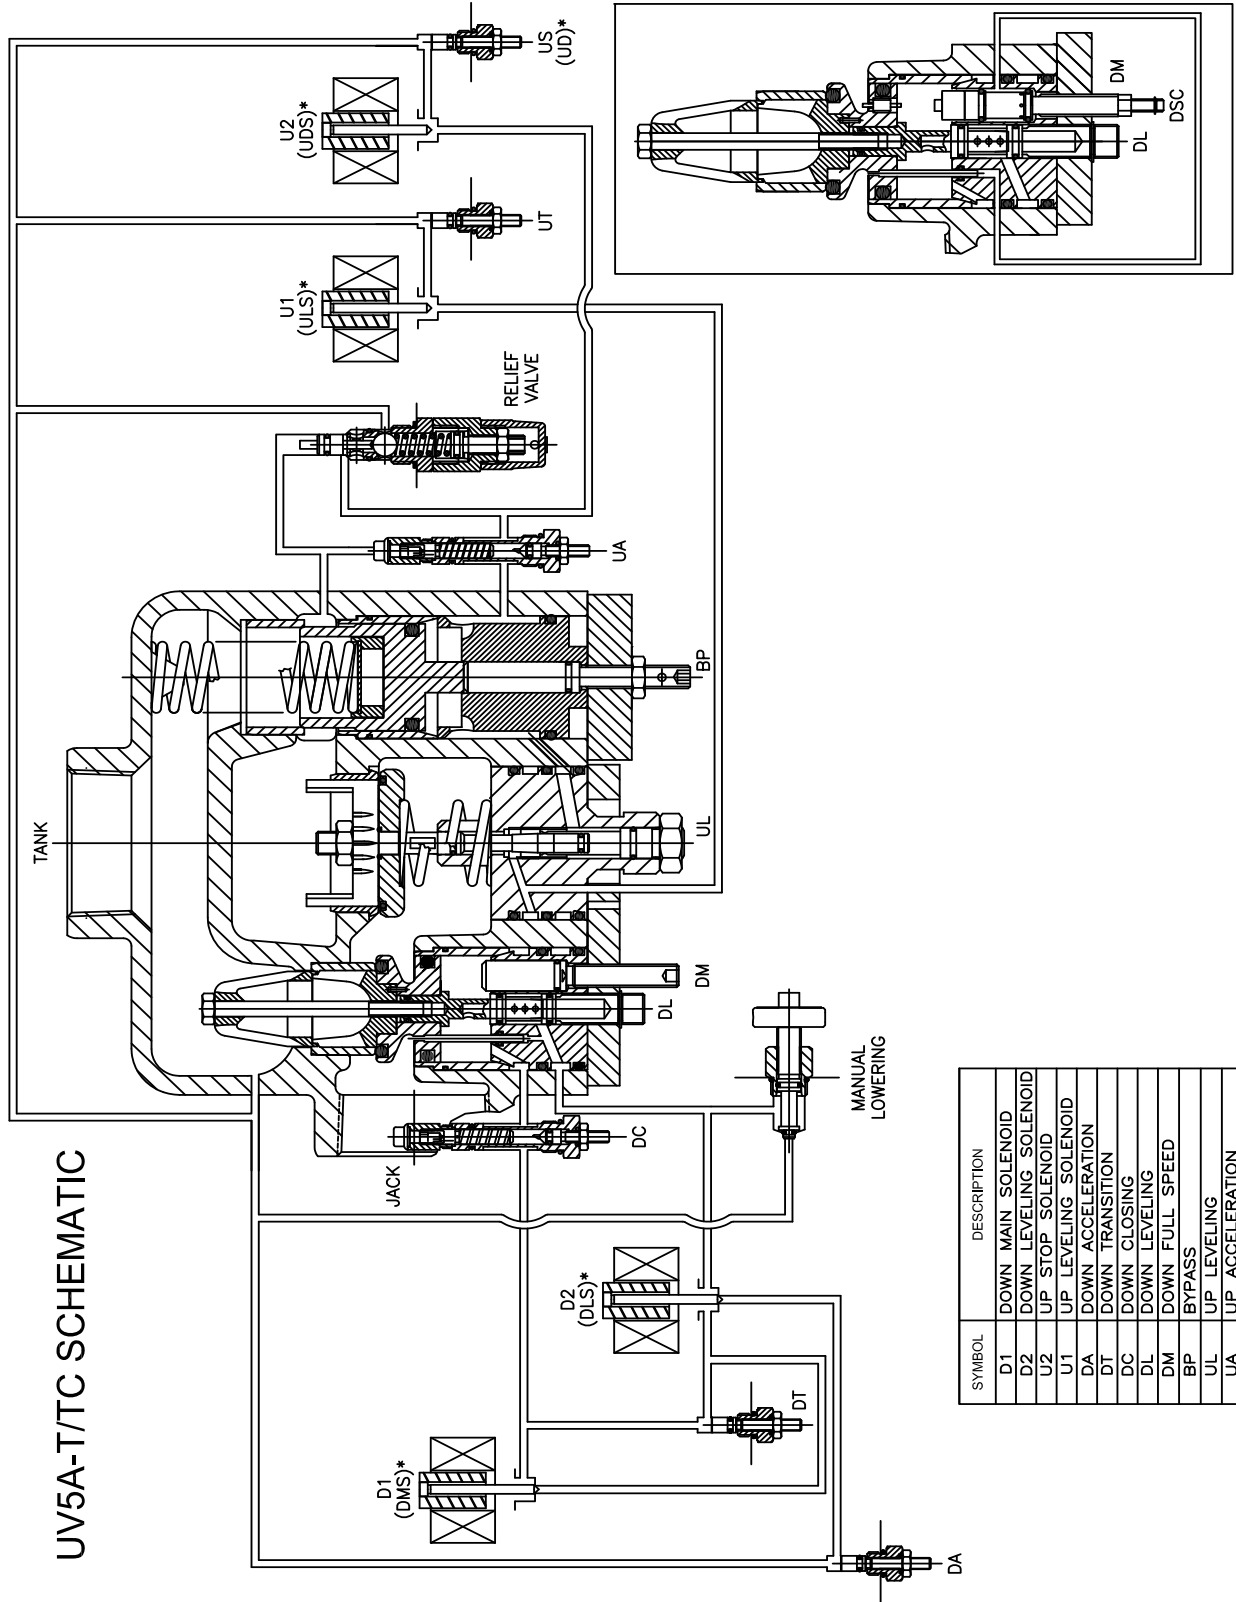 UV5A-T/TC SCHEMATIC
TANK
JACK
D1
(DMS)*
D2
(DLS)*
DA
DT
DC
MANUAL
LOWERING
DL
DM
UL
BP
UA
RELIEF
VALVE
U1
(ULS)*
UT
U2
(UDS)*
US
(UD)*
DL
DM
DSC
SYMBOL DESCRIPTION
D1 DOWN MAIN SOLENOID
D2 DOWN LEVELING SOLENOID
U2 UP STOP SOLENOID
U1 UP LEVELING SOLENOID
DA DOWN ACCELERATION
DT DOWN TRANSITION
DC DOWN CLOSING
DL DOWN LEVELING
DM DOWN FULL SPEED
BP BYPASS
UL UP LEVELING
UA UP ACCELERATION